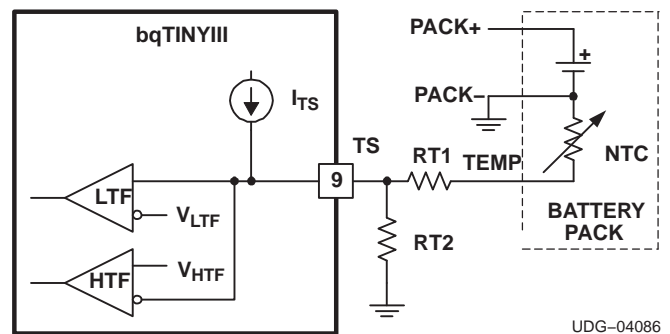 bqTINYIII
PACK+
+
I_TS
PACK–
TS
RT1
TEMP
NTC
9
LTF
V_LTF
BATTERY
PACK
RT2
V_HTF
HTF
UDG–04086